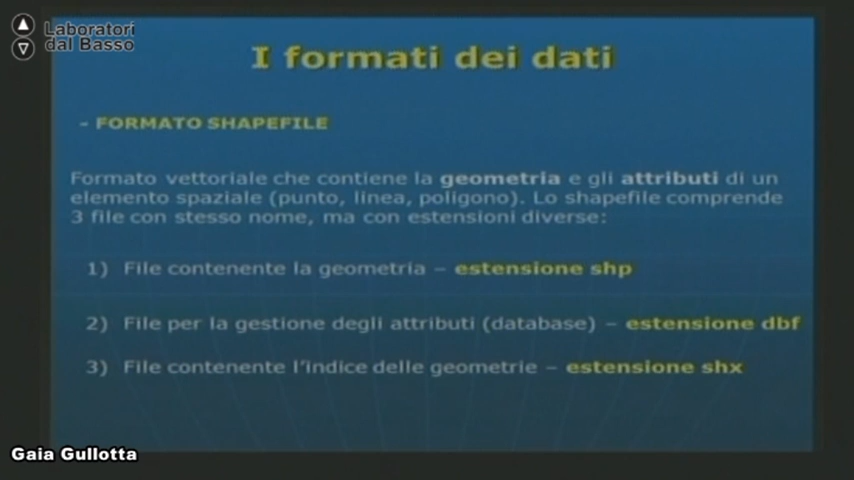 Laboratori
dal Basso
I formati dei dati
- FORMATO SHAPEFILE
Formato vettoriale che contiene la geometria e gli attributi di un
elemento spaziale (punto, linea, poligono). Lo shapefile comprende
3 file con stesso nome, ma con estensioni diverse:
1) File contenente la geometria – estensione shp
2) File per la gestione degli attributi (database) – estensione dbf
3) File contenente l'indice delle geometrie – estensione shx
Gaia Gullotta